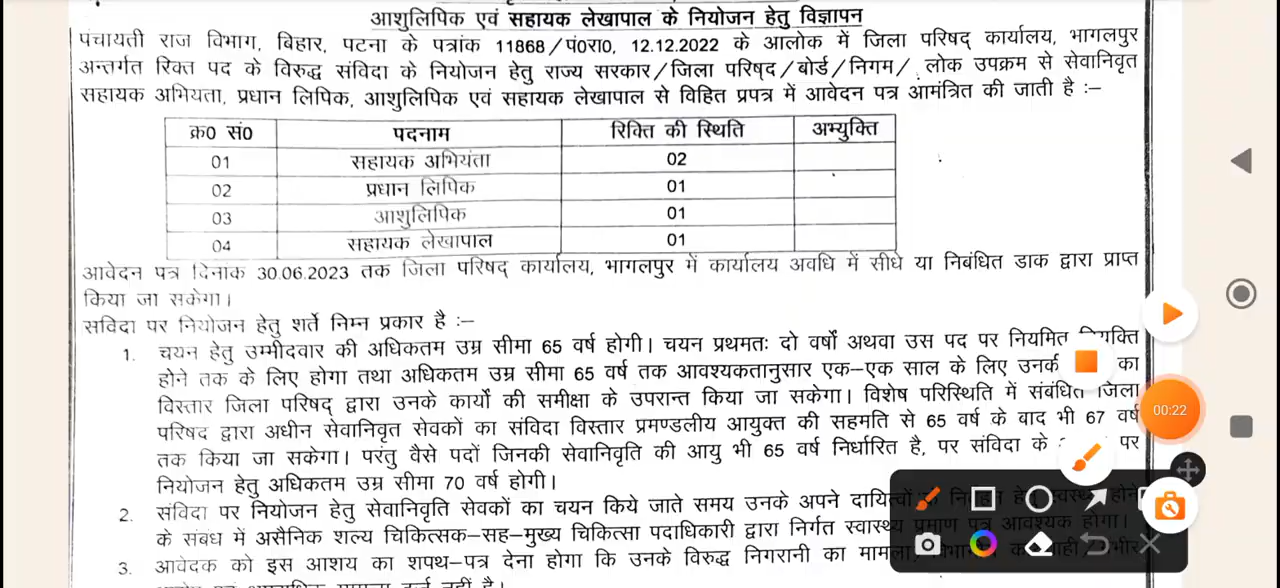 आशुलिपिक एवं सहायक लेखापाल के नियोजन हेतु विज्ञापन
पंचायती राज विभाग, बिहार, पटना के पत्रांक 11868/पं०रा०, 12.12.2022 के आलोक में जिला परिषद् कार्यालय, भागलपुर
अन्तर्गत रिक्त पद के विरुद्ध संविदा के नियोजन हेतु राज्य सरकार/जिला परिषद्/बोर्ड/निगम/ लोक उपक्रम से सेवानिवृत
सहायक अभियता, प्रधान लिपिक, आशुलिपिक एवं सहायक लेखापाल से विहित प्रपत्र में आवेदन पत्र आमंत्रित की जाती है :–
क्र० सं० पदनाम रिक्ति की स्थिति अभ्युक्ति
01 सहायक अभियंता 02
02 प्रधान लिपिक 01
03 आशुलिपिक 01
04 सहायक लेखापाल 01
आवेदन पत्र दिनांक 30.06.2023 तक जिला परिषद् कार्यालय, भागलपुर में कार्यालय अवधि में सीधे या निबंधित डाक द्वारा प्राप्त
किया जा सकेगा।
सविदा पर नियोजन हेतु शर्ते निम्न प्रकार है :–
1. चयन हेतु उम्मीदवार की अधिकतम उम्र सीमा 65 वर्ष होगी। चयन प्रथमतः दो वर्षो अथवा उस पद पर नियमित
होने तक के लिए होगा तथा अधिकतम उम्र सीमा 65 वर्ष तक आवश्यकतानुसार एक–एक साल के लिए का
विस्तार जिला परिषद् द्वारा उनके कार्यो की समीक्षा के उपरान्त किया जा सकेगा। विशेष परिस्थिति में संबंधित जिला
परिषद द्वारा अधीन सेवानिवृत सेवकों का संविदा विस्तार प्रमण्डलीय आयुक्त की सहमति से 65 वर्ष के बाद भी 67 वर्ष
तक किया जा सकेगा। परंतु वैसे पदों जिनकी सेवानिवृति की आयु भी 65 वर्ष निर्धारित है, पर संविदा के पर
नियोजन हेतु अधिकतम उम्र सीमा 70 वर्ष होगी।
2. संविदा पर नियोजन हेतु सेवानिवृति सेवकों का चयन किये जाते समय उनके अपने
के संबंध में असैनिक शल्य चिकित्सक–सह–मुख्य चिकित्सा पदाधिकारी द्वारा निर्गत स्वास्थ्य प्रमाण पत्र आवश्यक होगा।
3. आवेदक को इस आशय का शपथ–पत्र देना होगा कि उनके विरुद्ध निगरानी का
00:22